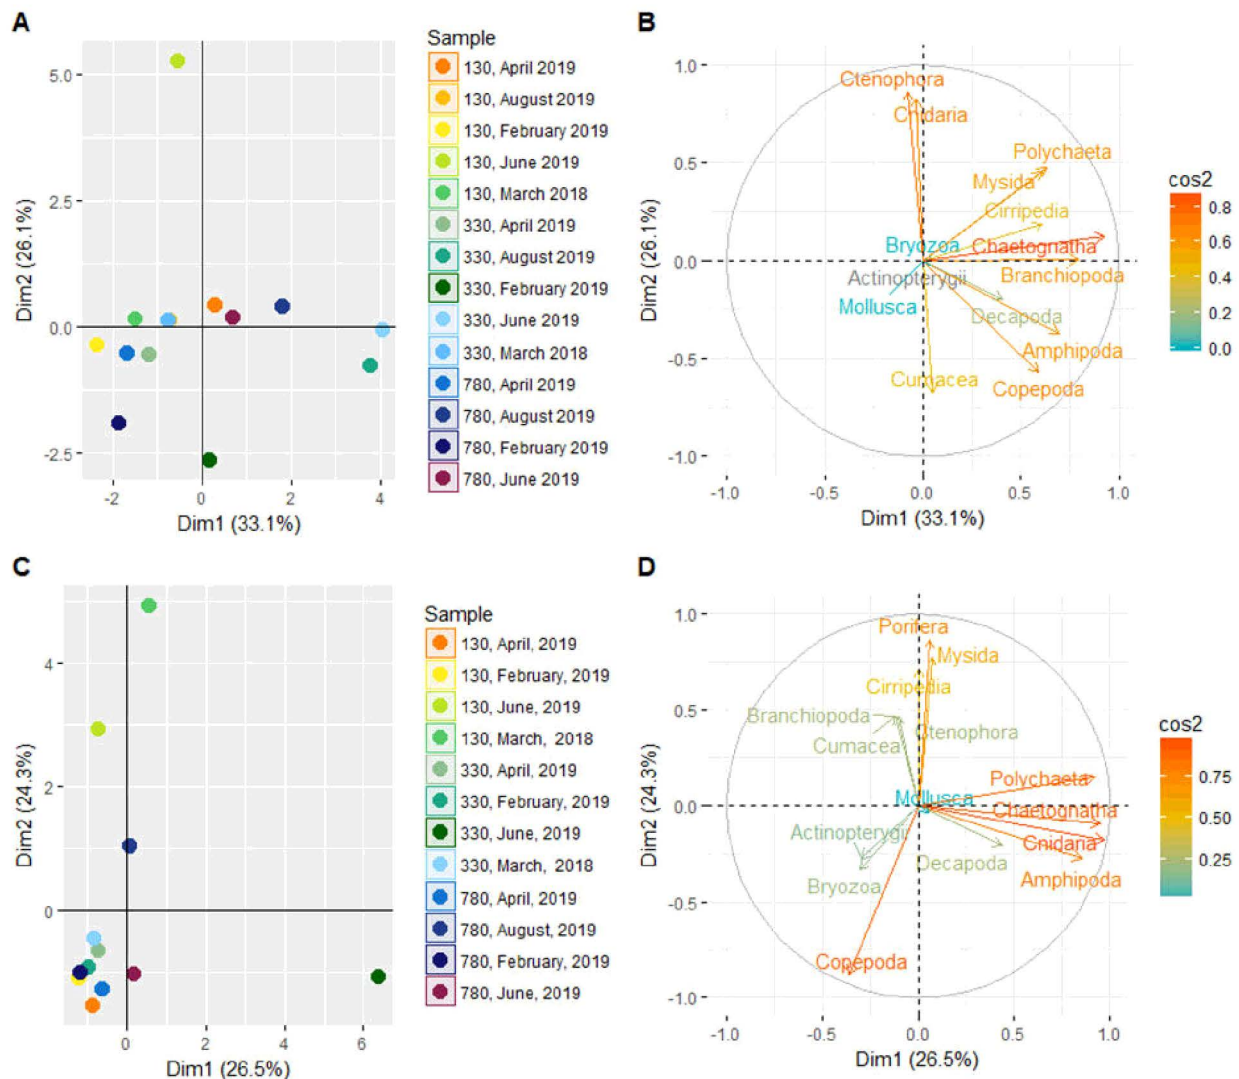 A
5.0
2.5
0.0
-2.5
Dim2 (26.1%)
-2
0
2
4
Dim1 (33.1%)
Sample
130, April 2019
130, August 2019
130, February 2019
130, June 2019
130, March 2018
330, April 2019
330, August 2019
330, February 2019
330, June 2019
330, March 2018
780, April 2019
780, August 2019
780, February 2019
780, June 2019
B
1.0
0.5
0.0
-0.5
-1.0
Dim2 (26.1%)
Ctenophora
Cnidaria
Polychaeta
Mysida
Cirripedia
Bryozoa
Chaetognatha
Actinopterygii
Branchiopoda
Mollusca
Decapoda
Amphipoda
Cumacea
Copepoda
-1.0
-0.5
0.0
0.5
1.0
Dim1 (33.1%)
cos2
0.8
0.6
0.4
0.2
0.0
C
4
2
0
Dim2 (24.3%)
0
2
4
6
Dim1 (26.5%)
Sample
130, April, 2019
130, February, 2019
130, June, 2019
130, March, 2018
330, April, 2019
330, February, 2019
330, June, 2019
330, March, 2018
780, April, 2019
780, August, 2019
780, February, 2019
780, June, 2019
D
1.0
0.5
0.0
-0.5
-1.0
Dim2 (24.3%)
Porifera
Mysida
Cirripedia
Branchiopoda
Ctenophora
Cumacea
Polychaeta
Mollusca
Chaetognatha
Actinopterygii
Cnidaria
Decapoda
Amphipoda
Bryozoa
Copepoda
-1.0
-0.5
0.0
0.5
1.0
Dim1 (26.5%)
cos2
0.75
0.50
0.25